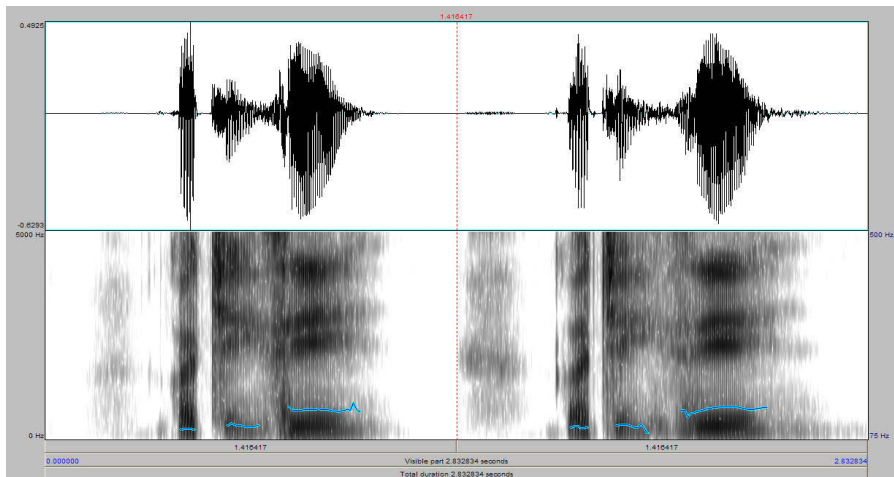 1.416417
0.4925
-0.6293
5000 Hz
500 Hz
0 Hz
75 Hz
1.416417 1.416417
0.000000 Visible part 2.832834 seconds 2.832834
Total duration 2.832834 seconds